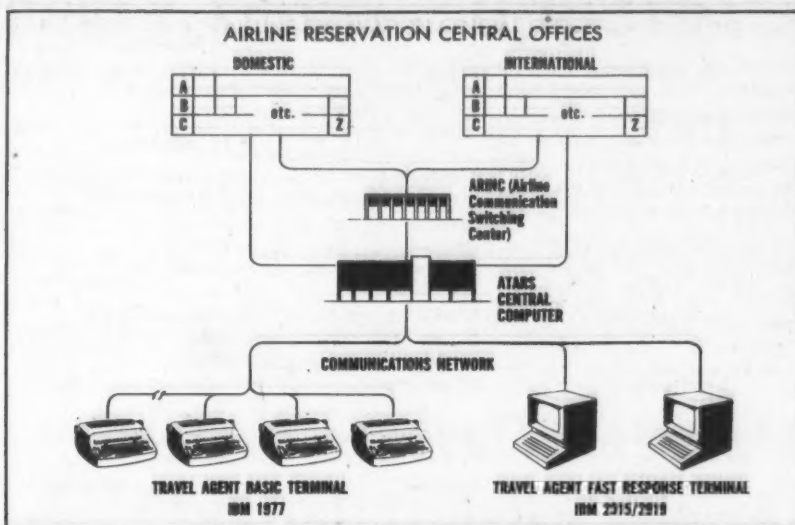 AIRLINE RESERVATION CENTRAL OFFICES
DOMESTIC
A
B
C
etc.
Z
INTERNATIONAL
A
B
C
etc.
Z
ARINC (Airline
Communication
Switching
Center)
ATARS
CENTRAL
COMPUTER
COMMUNICATIONS NETWORK
TRAVEL AGENT BASIC TERMINAL
IBM 1977
TRAVEL AGENT FAST RESPONSE TERMINAL
IBM 2915/2919